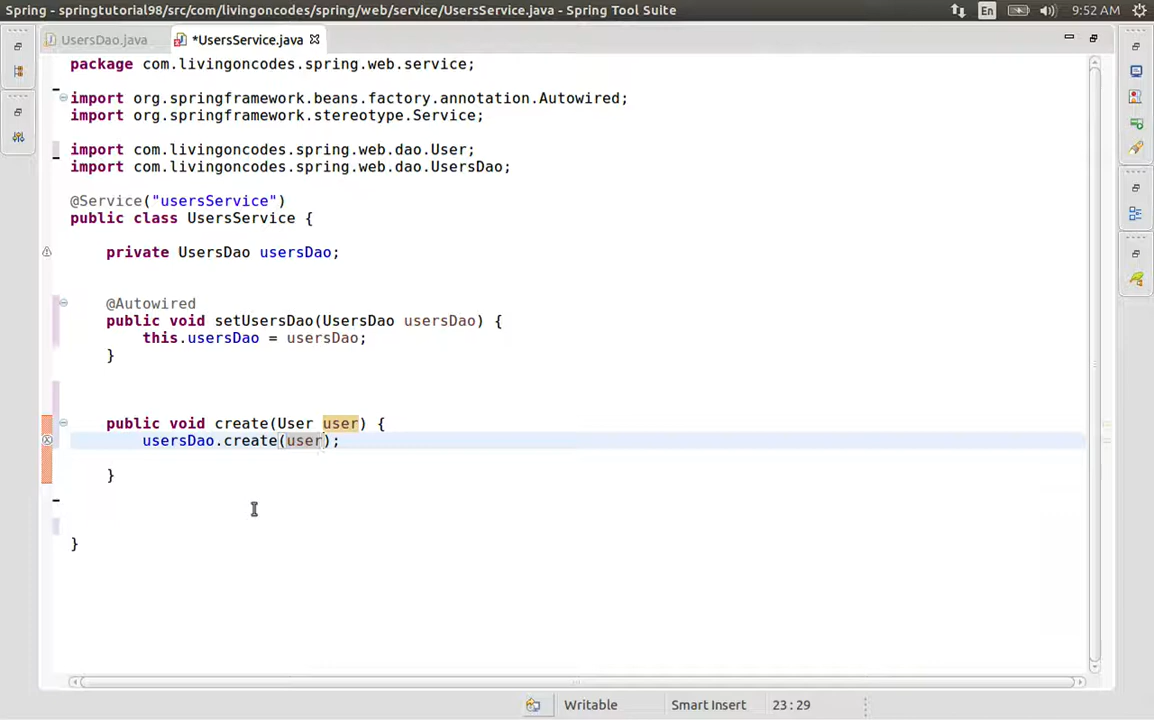 Spring - springtutorial98/src/com/livingoncodes/spring/web/service/UsersService.java - Spring Tool Suite
En
9:52 AM
UsersDao.java
*UsersService.java
package com.livingoncodes.spring.web.service;
import org.springframework.beans.factory.annotation.Autowired;
import org.springframework.stereotype.Service;
import com.livingoncodes.spring.web.dao.User;
import com.livingoncodes.spring.web.dao.UsersDao;
@Service("usersService")
public class UsersService {
private UsersDao usersDao;
@Autowired
public void setUsersDao(UsersDao usersDao) {
this.usersDao = usersDao;
}
public void create(User user) {
usersDao.create(user);
}
}
Writable
Smart Insert
23 : 29